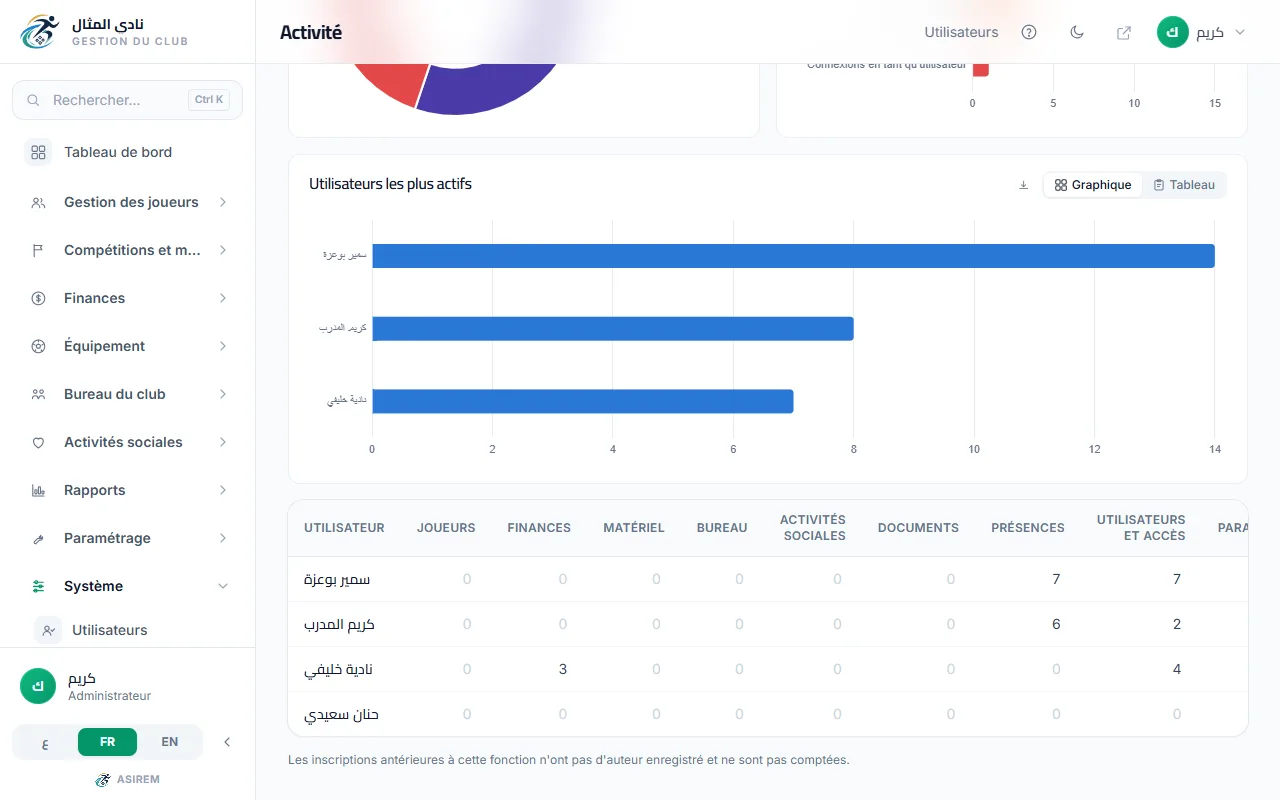 نادي المثال
GESTION DU CLUB
Rechercher...
Ctrl K
Tableau de bord
Gestion des joueurs
Compétitions et m...
Finances
Équipement
Bureau du club
Activités sociales
Rapports
Paramétrage
Système
Utilisateurs
كريم
Administrateur
ع
FR
EN
ASIREM
Activité
Utilisateurs
ك
كريم
Connexions en tant qu'utilisateur
0 5 10 15
Utilisateurs les plus actifs
Graphique
Tableau
سمير بوعزة
كريم المدرب
نادية خليفي
0 2 4 6 8 10 12 14
UTILISATEUR JOUEURS FINANCES MATÉRIEL BUREAU ACTIVITÉS SOCIALES DOCUMENTS PRÉSENCES UTILISATEURS ET ACCÈS PARA
سمير بوعزة 0 0 0 0 0 0 7 7
كريم المدرب 0 0 0 0 0 0 6 2
نادية خليفي 0 3 0 0 0 0 0 4
حنان سعيدي 0 0 0 0 0 0 0 0
Les inscriptions antérieures à cette fonction n'ont pas d'auteur enregistré et ne sont pas comptées.